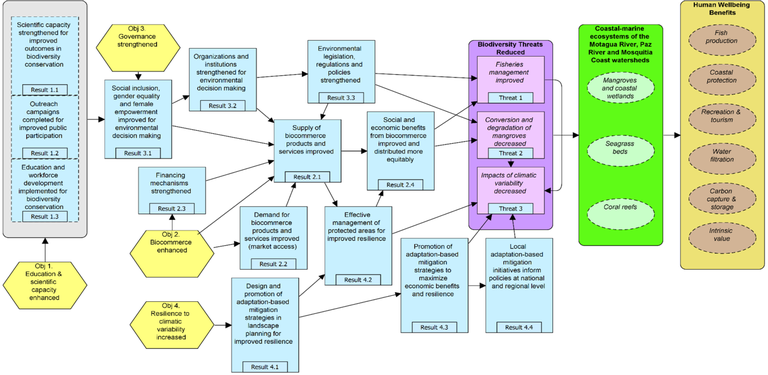 Scientific capacity
strengthened for
improved
outcomes in
biodiversity
conservation
Result 1.1
Outreach
campaigns
completed for
improved public
participation
Result 1.2
Education and
workforce
development
implemented for
biodiversity
conservation
Result 1.3
Obj 1.
Education &
scientific
capacity
enhanced
Obj 3.
Governance
strengthened
Social inclusion,
gender equality
and female
empowerment
improved for
environmental
decision making
Result 3.1
Organizations and
institutions
strengthened for
environmental
decision making
Result 3.2
Environmental
legislation,
regulations and
policies
strengthened
Result 3.3
Supply of
biocommerce
products and
services improved
Result 2.1
Financing
mechanisms
strengthened
Result 2.3
Obj 2.
Biocommerce
enhanced
Demand for
biocommerce
products and
services improved
(market access)
Result 2.2
Social and
economic benefits
from biocommerce
improved and
distributed more
equitably
Result 2.4
Effective
management of
protected areas for
improved resilience
Result 4.2
Obj 4.
Resilience to
climatic
variability
increased
Design and
promotion of
adaptation-based
mitigation
strategies in
landscape
planning for
improved resilience
Result 4.1
Promotion of
adaptation-based
mitigation
strategies to
maximize
economic benefits
and resilience
Result 4.3
Local
adaptation-based
mitigation
initiatives inform
policies at national
and regional level
Result 4.4
Biodiversity Threats
Reduced
Fisheries
management
improved
Threat 1
Conversion and
degradation of
mangroves
decreased
Threat 2
Impacts of climatic
variability
decreased
Threat 3
Coastal-marine
ecosystems of the
Motagua River, Paz
River and Mosquitia
Coast watersheds
Mangroves
and coastal
wetlands
Seagrass
beds
Coral reefs
Human Wellbeing
Benefits
Fish
production
Coastal
protection
Recreation &
tourism
Water
filtration
Carbon
capture &
storage
Intrinsic
value